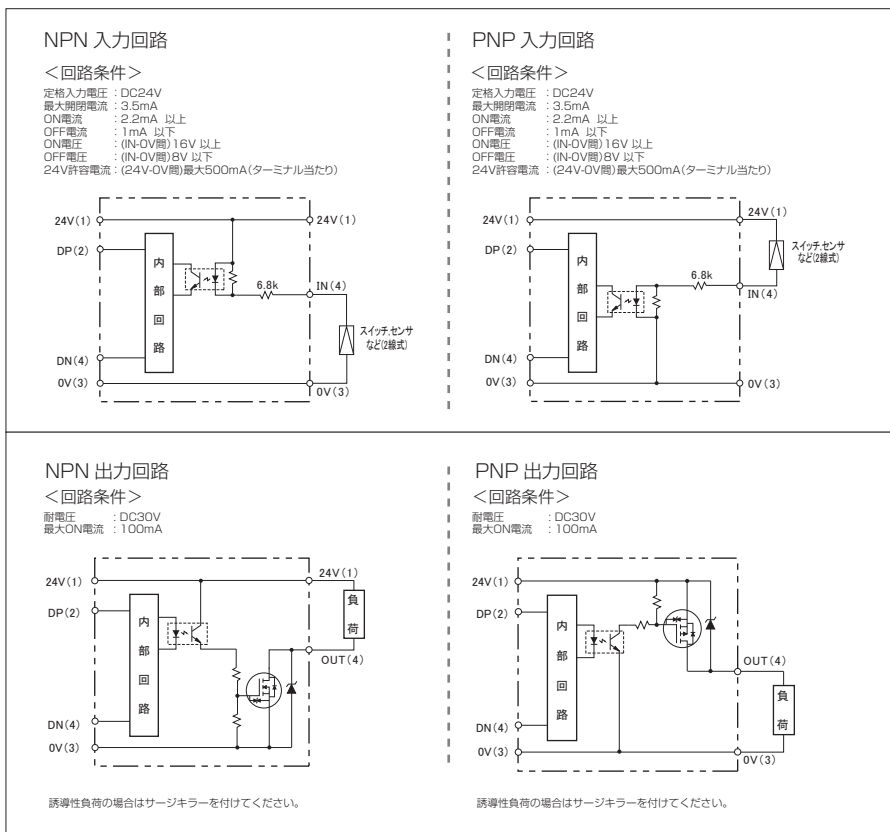 NPN 入力回路
＜回路条件＞
定格入力電圧 : DC24V
最大開閉電流 : 3.5mA
ON電流 : 2.2mA 以上
OFF電流 : 1mA 以下
ON電圧 : (IN-0V間)16V 以上
OFF電圧 : (IN-0V間)8V 以下
24V許容電流 : (24V-0V間)最大500mA(ターミナル当たり)
24V(1)
24V(1)
DP(2)
内部回路
6.8k
IN(4)
スイッチ,センサ
など(2線式)
DN(4)
0V(3)
0V(3)
PNP 入力回路
＜回路条件＞
定格入力電圧 : DC24V
最大開閉電流 : 3.5mA
ON電流 : 2.2mA 以上
OFF電流 : 1mA 以下
ON電圧 : (IN-0V間)16V 以上
OFF電圧 : (IN-0V間)8V 以下
24V許容電流 : (24V-0V間)最大500mA(ターミナル当たり)
24V(1)
24V(1)
DP(2)
スイッチ,センサ
など(2線式)
内部回路
6.8k
IN(4)
DN(4)
0V(3)
0V(3)
NPN 出力回路
＜回路条件＞
耐電圧 : DC30V
最大ON電流 : 100mA
24V(1)
24V(1)
DP(2)
負荷
内部回路
OUT(4)
DN(4)
0V(3)
誘導性負荷の場合はサージキラーを付けてください。
PNP 出力回路
＜回路条件＞
耐電圧 : DC30V
最大ON電流 : 100mA
24V(1)
DP(2)
内部回路
OUT(4)
負荷
DN(4)
0V(3)
0V(3)
誘導性負荷の場合はサージキラーを付けてください。